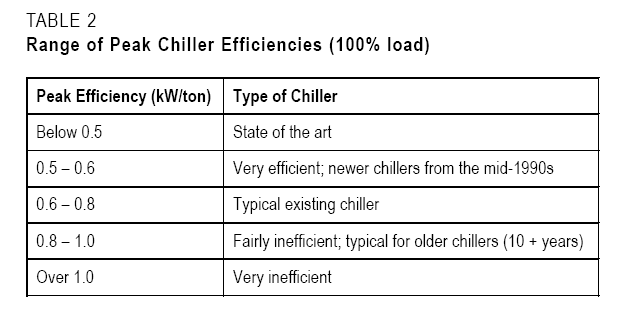 TABLE 2
Range of Peak Chiller Efficiencies (100% load)
Peak Efficiency (kW/ton) Type of Chiller
Below 0.5 State of the art
0.5 – 0.6 Very efficient; newer chillers from the mid-1990s
0.6 – 0.8 Typical existing chiller
0.8 – 1.0 Fairly inefficient; typical for older chillers (10 + years)
Over 1.0 Very inefficient